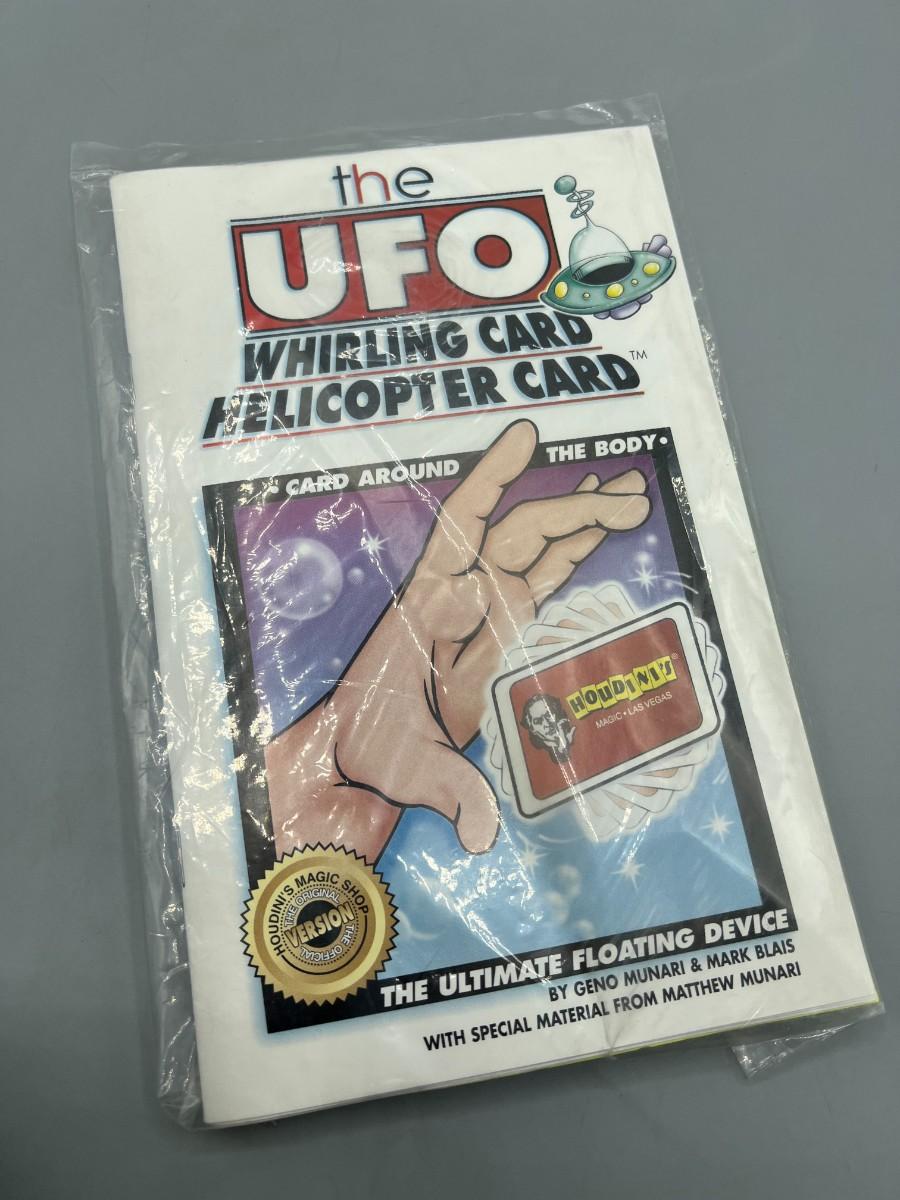 the
UFO
WHIRLING CARD
HELICOPTER CARD™
• CARD AROUND THE BODY •
HOUDINI'S®
MAGIC • LAS VEGAS
HOUDINI'S MAGIC SHOP
THE ORIGINAL
VERSION
THE OFFICIAL
THE ULTIMATE FLOATING DEVICE
BY GENO MUNARI & MARK BLAIS
WITH SPECIAL MATERIAL FROM MATTHEW MUNARI